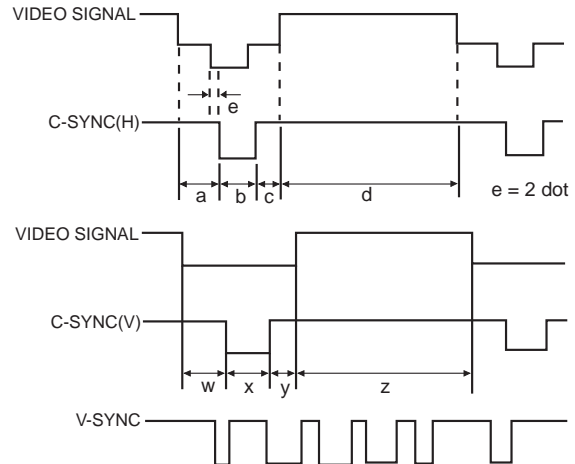 VIDEO SIGNAL
e
C-SYNC(H)
a b c d
e = 2 dot
VIDEO SIGNAL
C-SYNC(V)
w x y z
V-SYNC